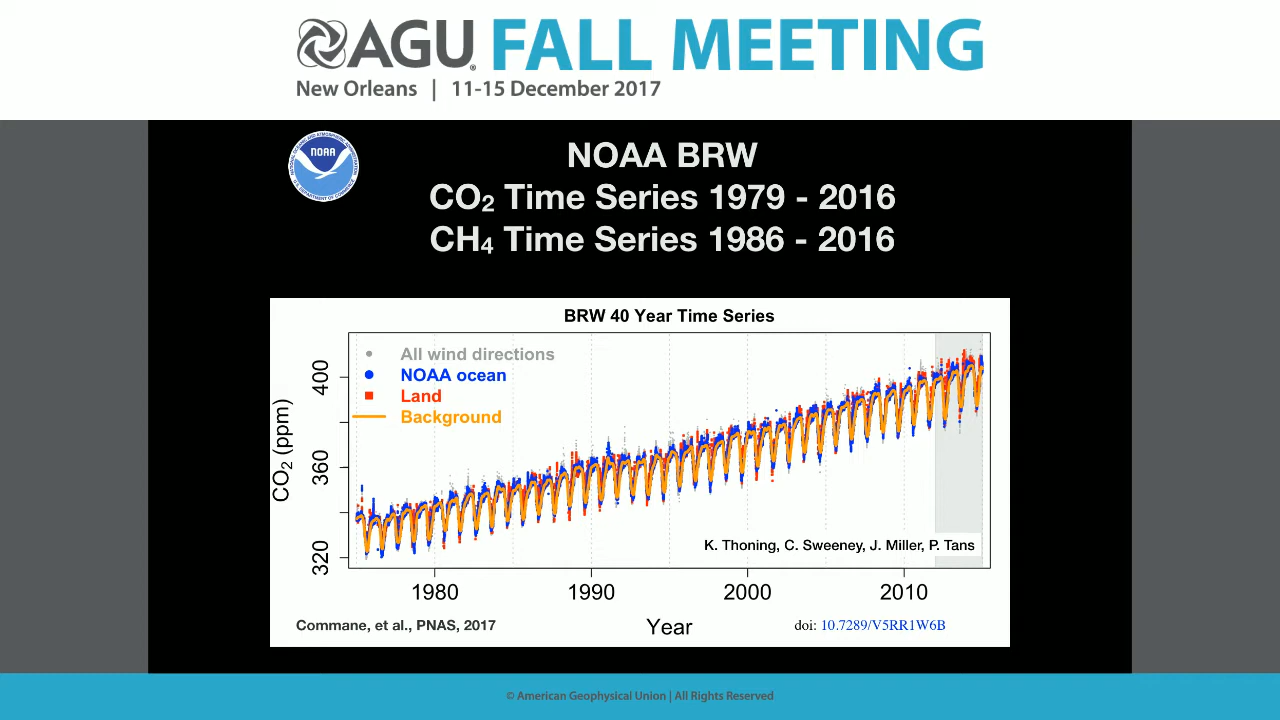 AGU FALL MEETING
New Orleans | 11-15 December 2017
NOAA
NOAA BRW
CO₂ Time Series 1979 - 2016
CH₄ Time Series 1986 - 2016
BRW 40 Year Time Series
All wind directions
NOAA ocean
Land
Background
CO₂ (ppm)
400
360
320
K. Thoning, C. Sweeney, J. Miller, P. Tans
1980 1990 2000 2010
Year
Commane, et al., PNAS, 2017
doi: 10.7289/V5RR1W6B
© American Geophysical Union | All Rights Reserved